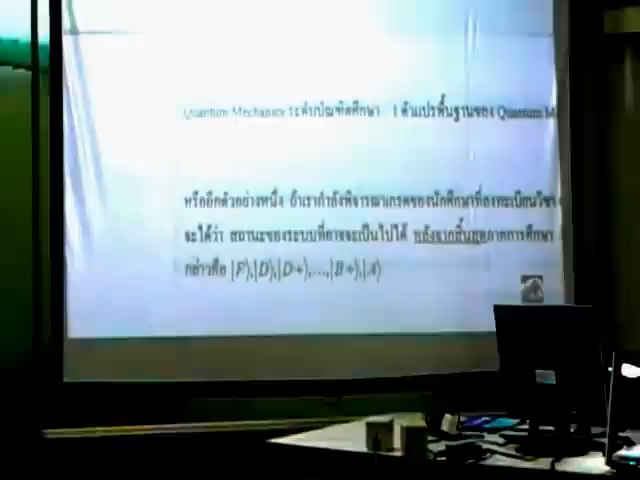 Quantum Mechanics ระดับบัณฑิตศึกษา 1 ตัวแปรพื้นฐานของ Quantum M
หรืออีกตัวอย่างหนึ่ง ถ้าเรากำลังพิจารณาเกรดของนักศึกษาที่ลงทะเบียนวิชา
จะได้ว่า สถานะของระบบที่อาจจะเป็นไปได้ หลังจากสิ้นสุดภาคการศึกษา
กล่าวคือ |F⟩,|D⟩,|D+⟩,…,|B+⟩,|A⟩